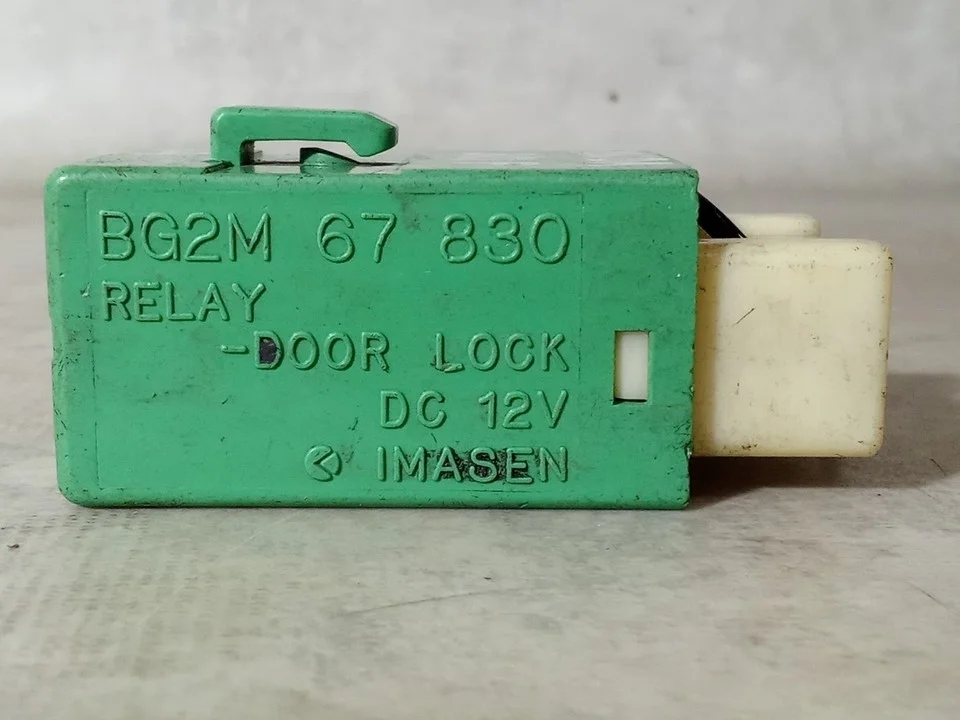 BG2M 67 830
RELAY
-DOOR LOCK
DC 12V
IMASEN